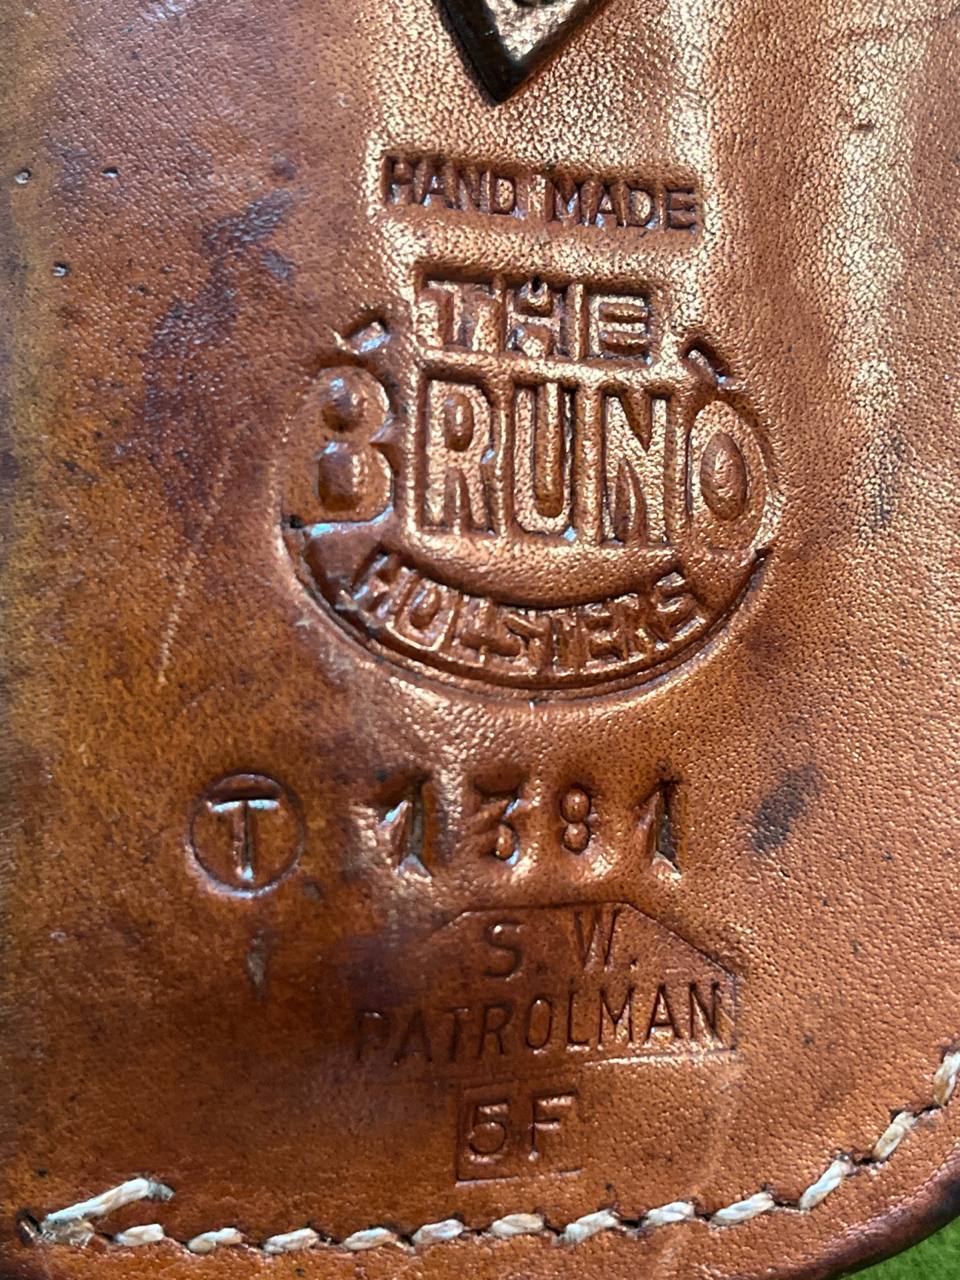 HAND MADE
THE
BRUNO
HOLSTERS
T 1381
S. W.
PATROLMAN
5F